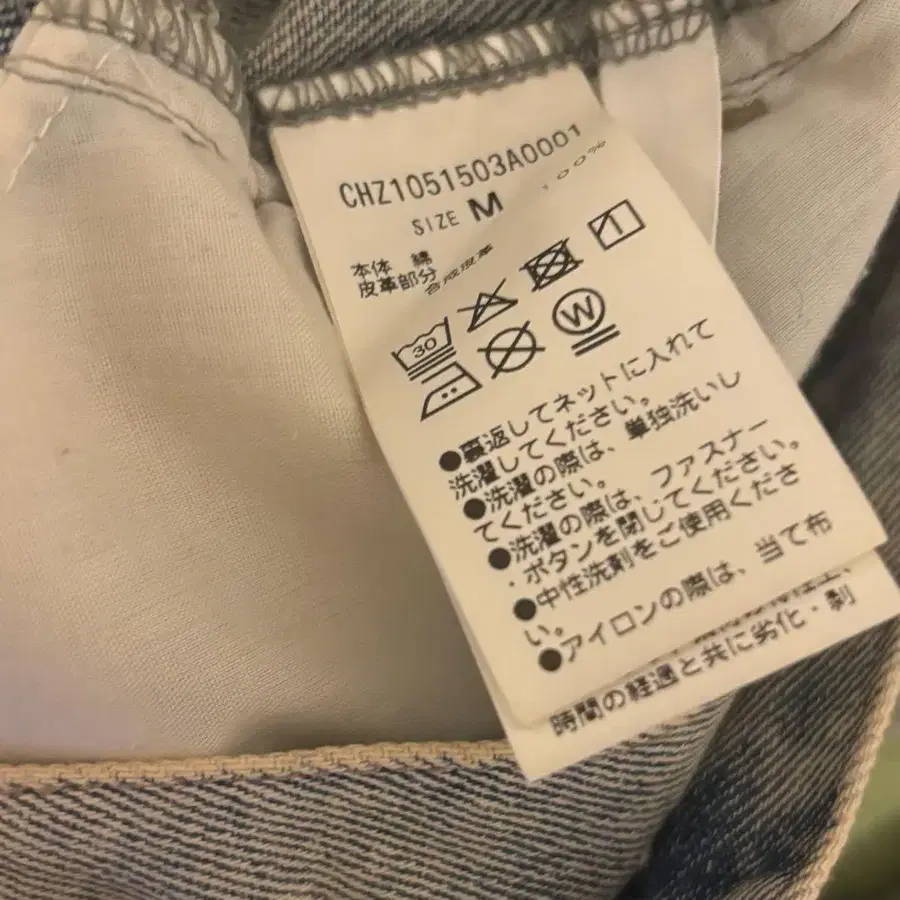 CHZ1051503A0001
SIZE M
本体 綿 100%
皮革部分 合成皮革
30
1
W
●裏返してネットに入れて
洗濯してください。
●洗濯の際は、単独洗いし
てください。
●洗濯の際は、ファスナー
・ボタンを閉じてください。
●中性洗剤をご使用くださ
い。
●アイロンの際は、当て布
時間の経過と共に劣化・剥